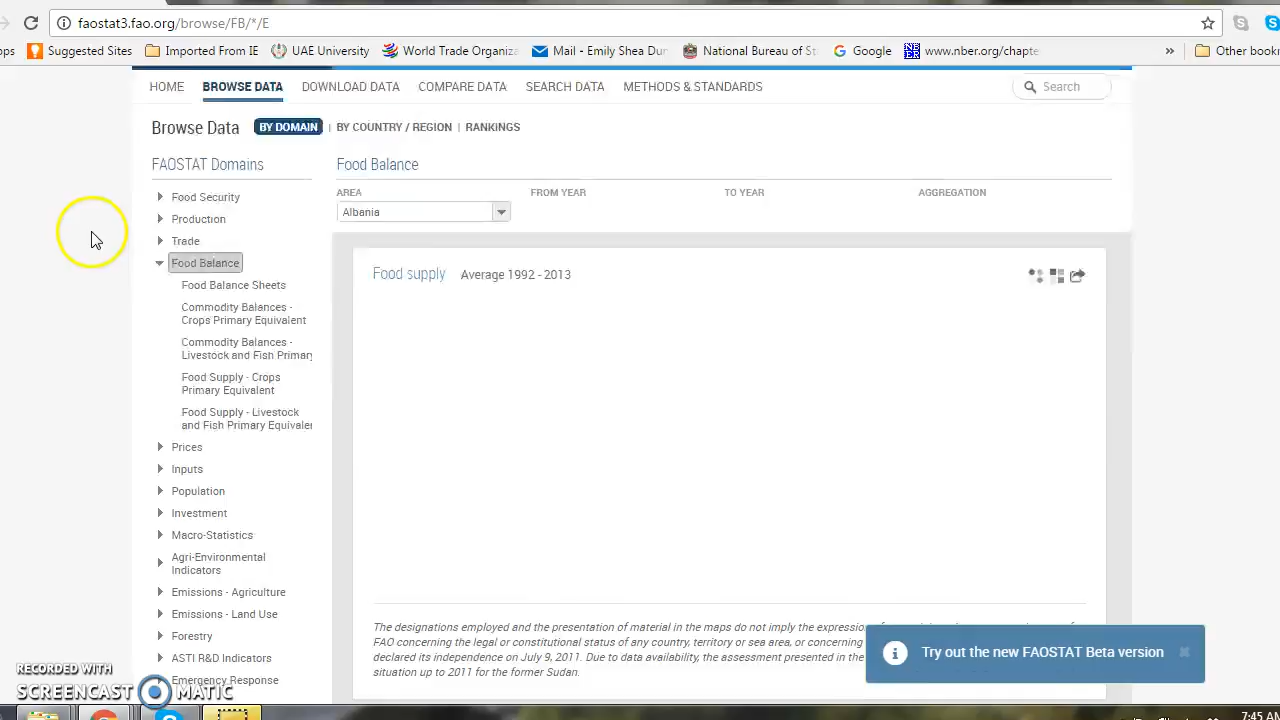 faostat3.fao.org/browse/FB/*/E
Suggested Sites Imported From IE UAE University World Trade Organiza Mail - Emily Shea Dun National Bureau of St Google www.nber.org/chapte » Other book
HOME BROWSE DATA DOWNLOAD DATA COMPARE DATA SEARCH DATA METHODS & STANDARDS Search
Browse Data BY DOMAIN | BY COUNTRY / REGION | RANKINGS
FAOSTAT Domains
Food Security
Production
Trade
Food Balance
Food Balance Sheets
Commodity Balances -
Crops Primary Equivalent
Commodity Balances -
Livestock and Fish Primary
Food Supply - Crops
Primary Equivalent
Food Supply - Livestock
and Fish Primary Equivaler
Prices
Inputs
Population
Investment
Macro-Statistics
Agri-Environmental
Indicators
Emissions - Agriculture
Emissions - Land Use
Forestry
ASTI R&D Indicators
Emergency Response
Food Balance
AREA FROM YEAR TO YEAR AGGREGATION
Albania
Food supply Average 1992 - 2013
The designations employed and the presentation of material in the maps do not imply the expression
FAO concerning the legal or constitutional status of any country, territory or sea area, or concerning
declared its independence on July 9, 2011. Due to data availability, the assessment presented in the
situation up to 2011 for the former Sudan.
Try out the new FAOSTAT Beta version
RECORDED WITH
SCREENCAST MATIC
7:45 AM